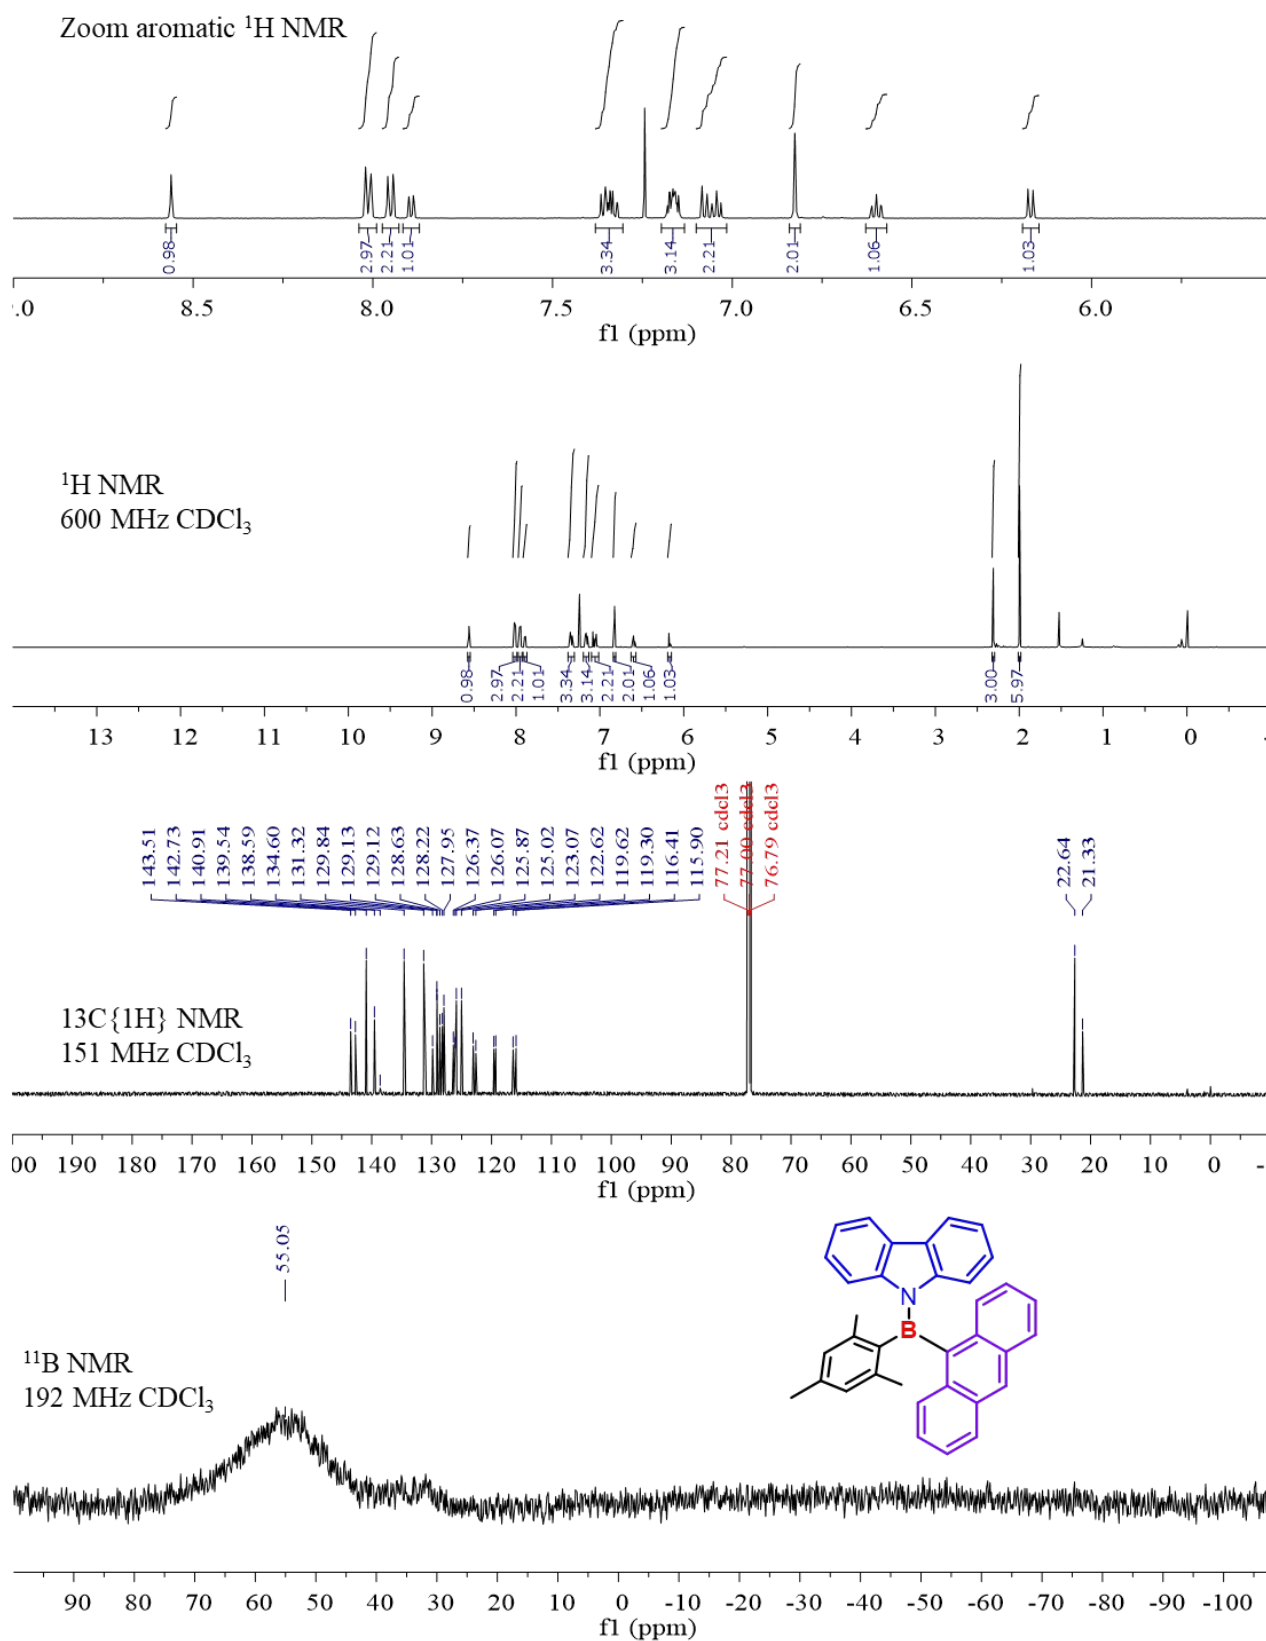 Zoom aromatic ¹H NMR
0.98
2.97
2.21
1.01
3.34
3.14
2.21
2.01
1.06
1.03
.0 8.5 8.0 7.5 7.0 6.5 6.0
f1 (ppm)
¹H NMR
600 MHz CDCl₃
0.98
2.97
2.21
1.01
3.34
3.14
2.21
2.01
1.06
1.03
3.00
5.97
13 12 11 10 9 8 7 6 5 4 3 2 1 0 -
f1 (ppm)
143.51
142.73
140.91
139.54
138.59
134.60
131.32
129.84
129.13
129.12
128.63
128.22
127.95
126.37
126.07
125.87
125.02
123.07
122.62
119.62
119.30
116.41
115.90
77.21 cdcl3
77.00 cdcl3
76.79 cdcl3
22.64
21.33
13C{1H} NMR
151 MHz CDCl₃
00 190 180 170 160 150 140 130 120 110 100 90 80 70 60 50 40 30 20 10 0 -
f1 (ppm)
55.05
N
B
¹¹B NMR
192 MHz CDCl₃
90 80 70 60 50 40 30 20 10 0 -10 -20 -30 -40 -50 -60 -70 -80 -90 -100
f1 (ppm)